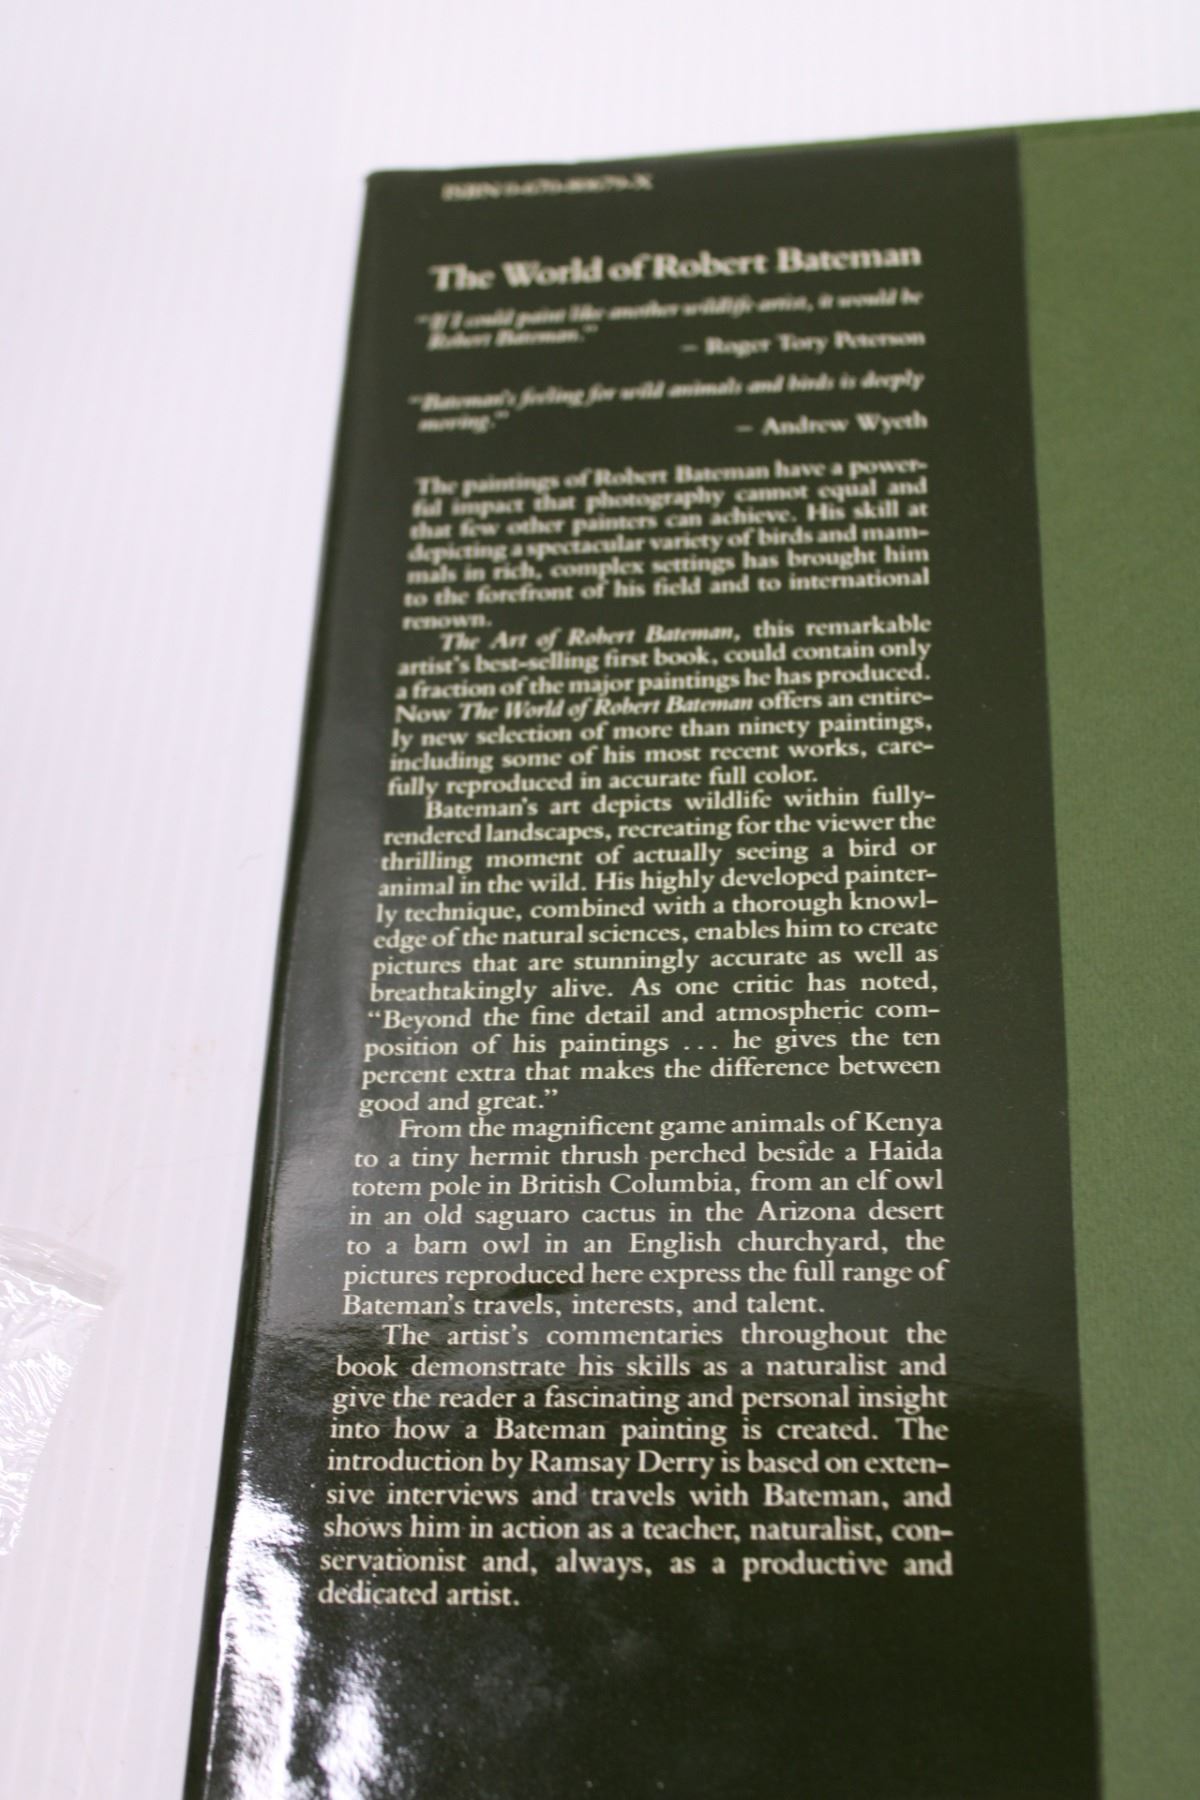 The World of Robert Bateman
"If I could paint like another wildlife artist, it would be
Robert Bateman."
– Roger Tory Peterson
"Bateman's feeling for wild animals and birds is deeply
moving."
– Andrew Wyeth
The paintings of Robert Bateman have a power-
ful impact that photography cannot equal and
that few other painters can achieve. His skill at
depicting a spectacular variety of birds and mam-
mals in rich, complex settings has brought him
to the forefront of his field and to international
renown.
The Art of Robert Bateman, this remarkable
artist's best-selling first book, could contain only
a fraction of the major paintings he has produced.
Now The World of Robert Bateman offers an entire-
ly new selection of more than ninety paintings,
including some of his most recent works, care-
fully reproduced in accurate full color.
Bateman's art depicts wildlife within fully-
rendered landscapes, recreating for the viewer the
thrilling moment of actually seeing a bird or
animal in the wild. His highly developed painter-
ly technique, combined with a thorough knowl-
edge of the natural sciences, enables him to create
pictures that are stunningly accurate as well as
breathtakingly alive. As one critic has noted,
"Beyond the fine detail and atmospheric com-
position of his paintings ... he gives the ten
percent extra that makes the difference between
good and great."
From the magnificent game animals of Kenya
to a tiny hermit thrush perched beside a Haida
totem pole in British Columbia, from an elf owl
in an old saguaro cactus in the Arizona desert
to a barn owl in an English churchyard, the
pictures reproduced here express the full range of
Bateman's travels, interests, and talent.
The artist's commentaries throughout the
book demonstrate his skills as a naturalist and
give the reader a fascinating and personal insight
into how a Bateman painting is created. The
introduction by Ramsay Derry is based on exten-
sive interviews and travels with Bateman, and
shows him in action as a teacher, naturalist, con-
servationist and, always, as a productive and
dedicated artist.